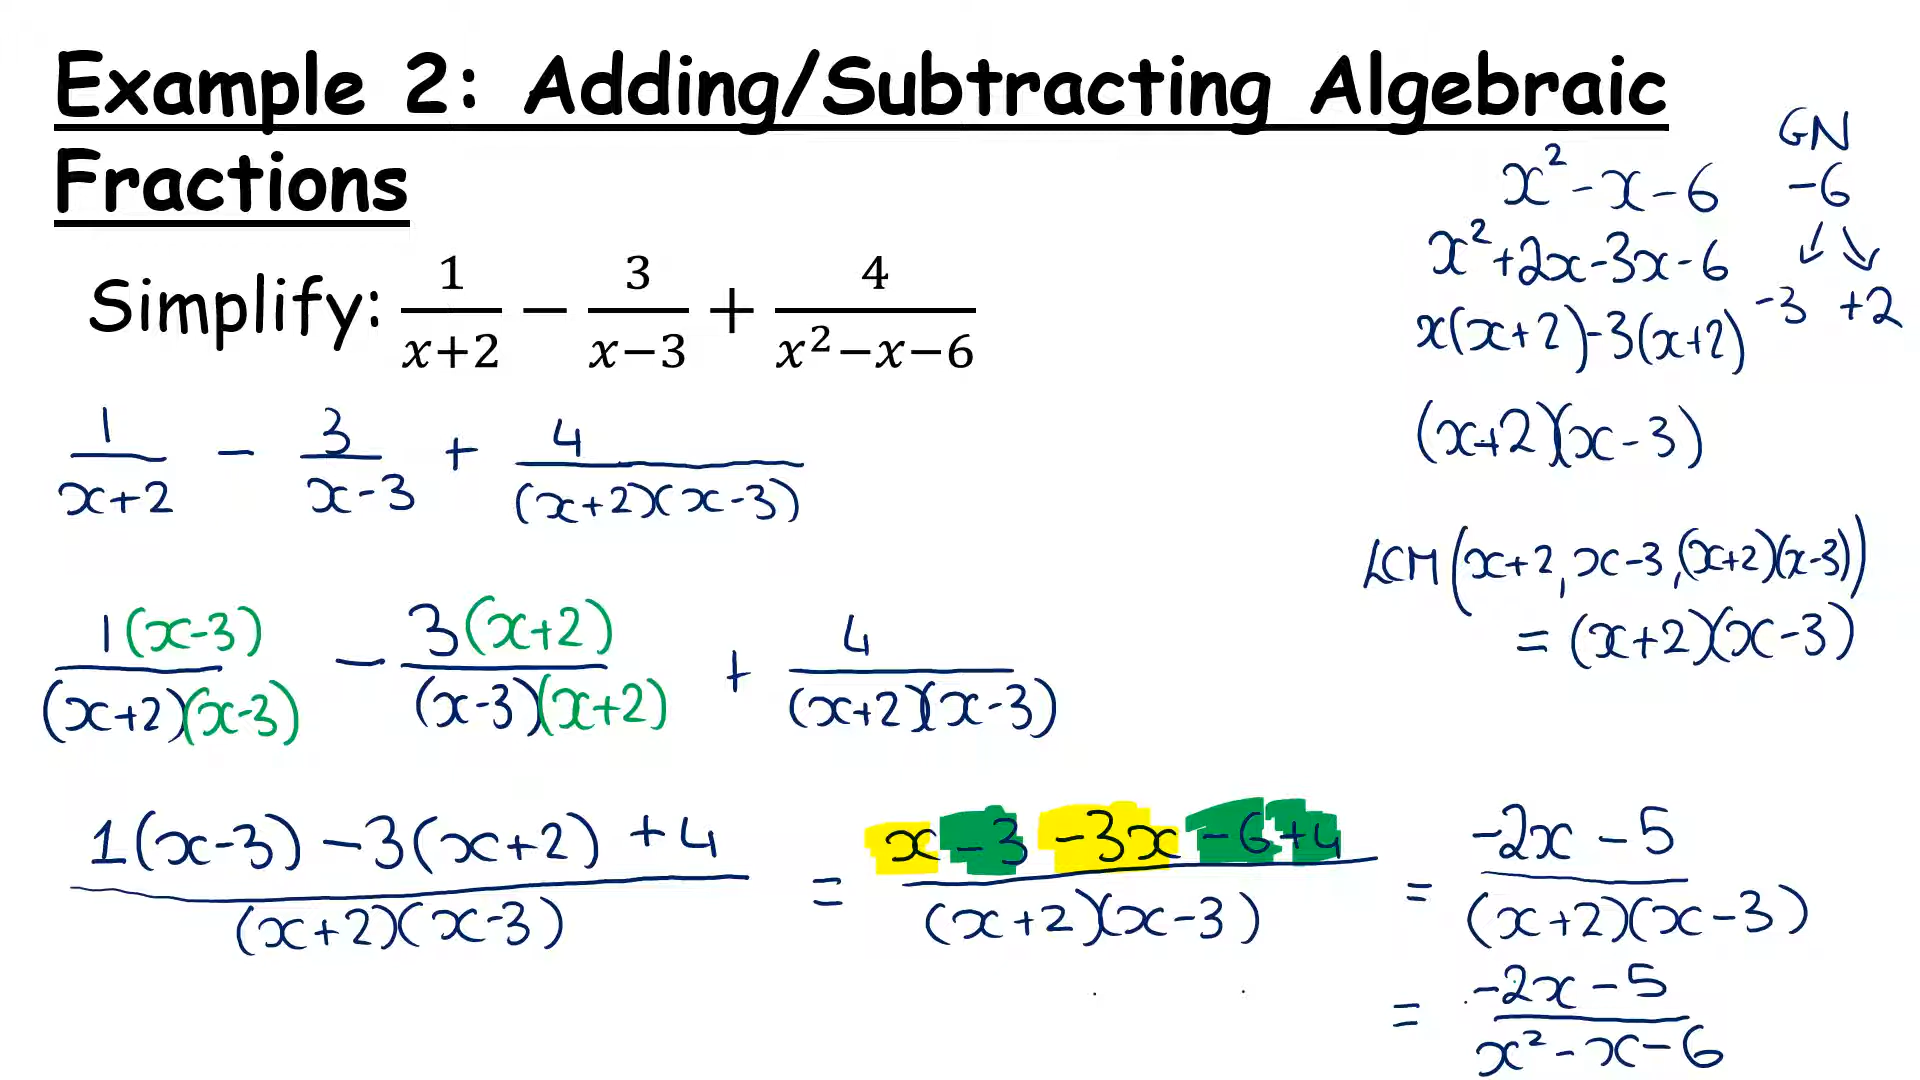 Example 2: Adding/Subtracting Algebraic
Fractions
Simplify: 1/(x+2) − 3/(x−3) + 4/(x²−x−6)
1/(x+2) - 3/(x-3) + 4/((x+2)(x-3))
1(x-3)/((x+2)(x-3)) - 3(x+2)/((x-3)(x+2)) + 4/((x+2)(x-3))
(1(x-3) - 3(x+2) + 4)/((x+2)(x-3)) = (x - 3 - 3x - 6 + 4)/((x+2)(x-3)) = (-2x - 5)/((x+2)(x-3))
= (-2x - 5)/(x² - x - 6)
GN
x² - x - 6
-6
x² + 2x - 3x - 6
↙ ↘
-3 +2
x(x+2) - 3(x+2)
(x+2)(x-3)
LCM(x+2, x-3, (x+2)(x-3))
= (x+2)(x-3)